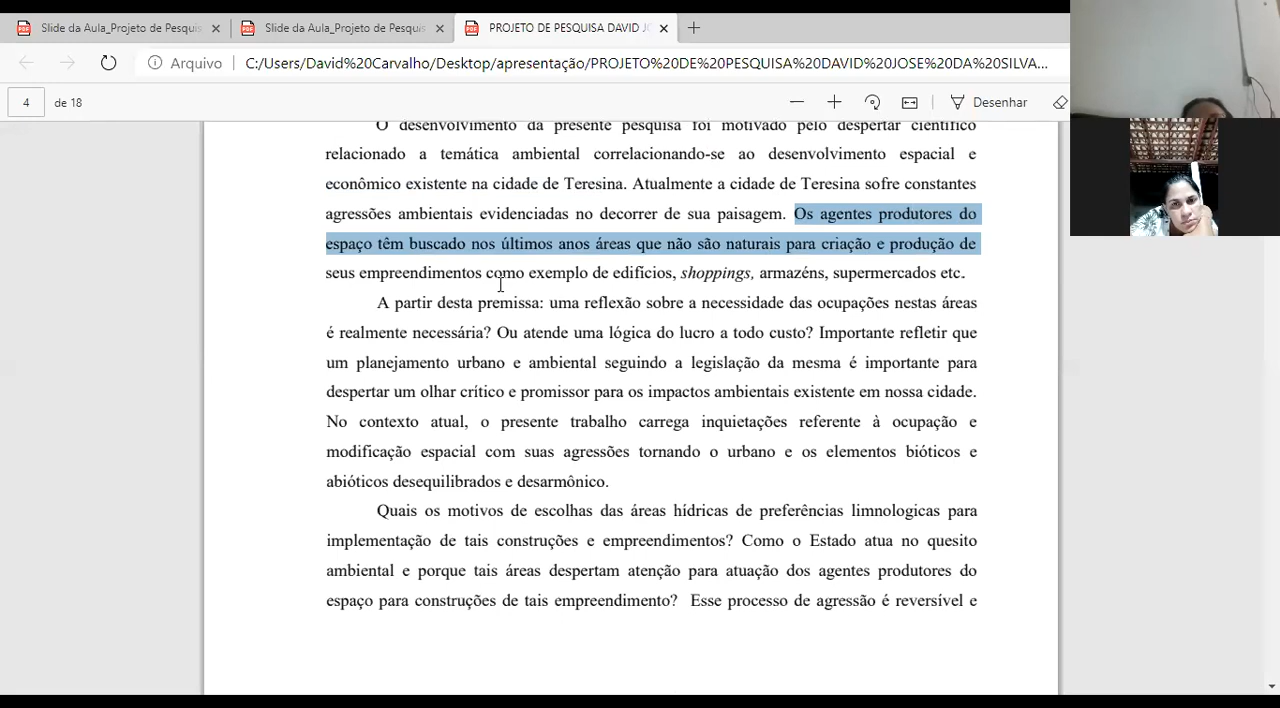 Slide da Aula_Projeto de Pesquis
Slide da Aula_Projeto de Pesquis
PROJETO DE PESQUISA DAVID JO
Arquivo
C:/Users/David%20Carvalho/Desktop/apresentação/PROJETO%20DE%20PESQUISA%20DAVID%20JOSE%20DA%20SILVA...
4 de 18
Desenhar
O desenvolvimento da presente pesquisa foi motivado pelo despertar científico
relacionado a temática ambiental correlacionando-se ao desenvolvimento espacial e
econômico existente na cidade de Teresina. Atualmente a cidade de Teresina sofre constantes
agressões ambientais evidenciadas no decorrer de sua paisagem. Os agentes produtores do
espaço têm buscado nos últimos anos áreas que não são naturais para criação e produção de
seus empreendimentos como exemplo de edifícios, shoppings, armazéns, supermercados etc.
A partir desta premissa: uma reflexão sobre a necessidade das ocupações nestas áreas
é realmente necessária? Ou atende uma lógica do lucro a todo custo? Importante refletir que
um planejamento urbano e ambiental seguindo a legislação da mesma é importante para
despertar um olhar crítico e promissor para os impactos ambientais existente em nossa cidade.
No contexto atual, o presente trabalho carrega inquietações referente à ocupação e
modificação espacial com suas agressões tornando o urbano e os elementos bióticos e
abióticos desequilibrados e desarmônico.
Quais os motivos de escolhas das áreas hídricas de preferências limnologicas para
implementação de tais construções e empreendimentos? Como o Estado atua no quesito
ambiental e porque tais áreas despertam atenção para atuação dos agentes produtores do
espaço para construções de tais empreendimento? Esse processo de agressão é reversível e